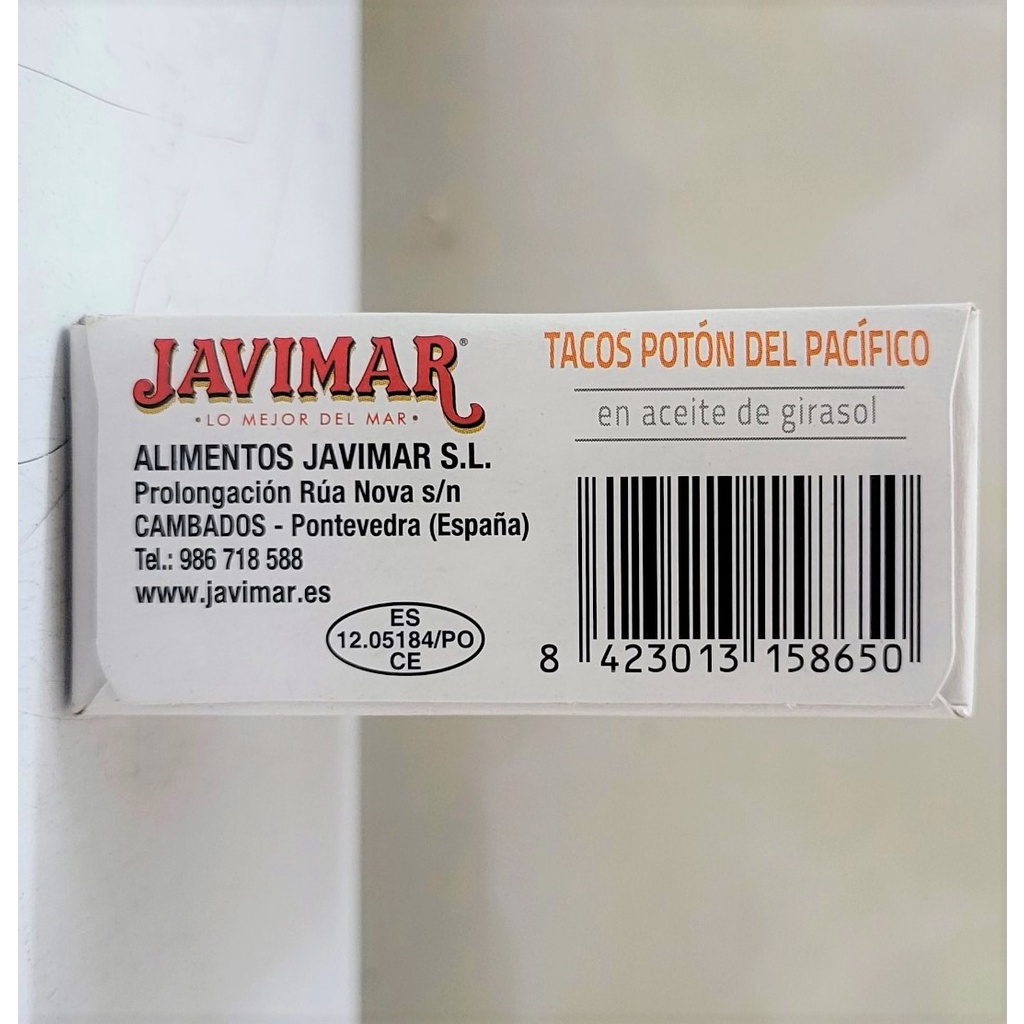 JAVIMAR®
· LO MEJOR DEL MAR ·
ALIMENTOS JAVIMAR S.L.
Prolongación Rúa Nova s/n
CAMBADOS - Pontevedra (España)
Tel.: 986 718 588
www.javimar.es
ES
12.05184/PO
CE
TACOS POTÓN DEL PACÍFICO
en aceite de girasol
8 423013 158650